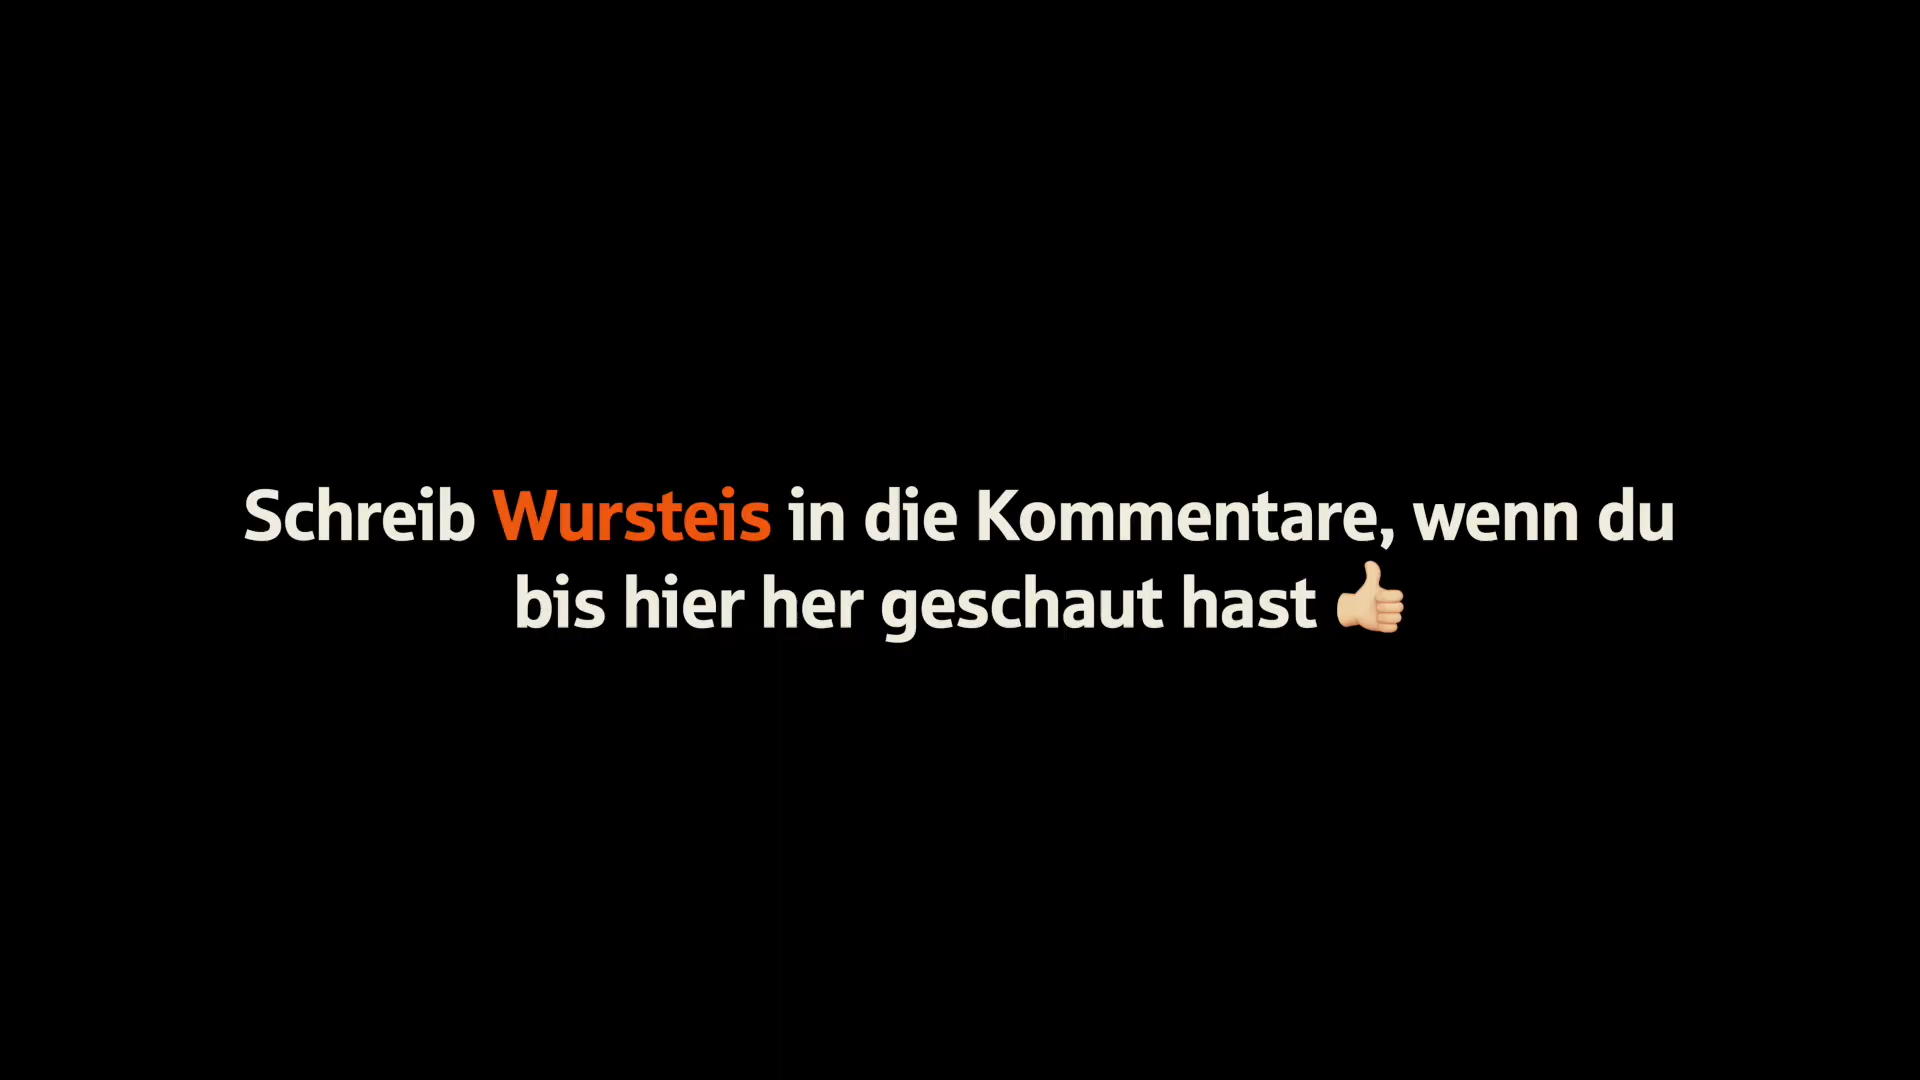 Schreib Wursteis in die Kommentare, wenn du
bis hier her geschaut hast 👍🏼